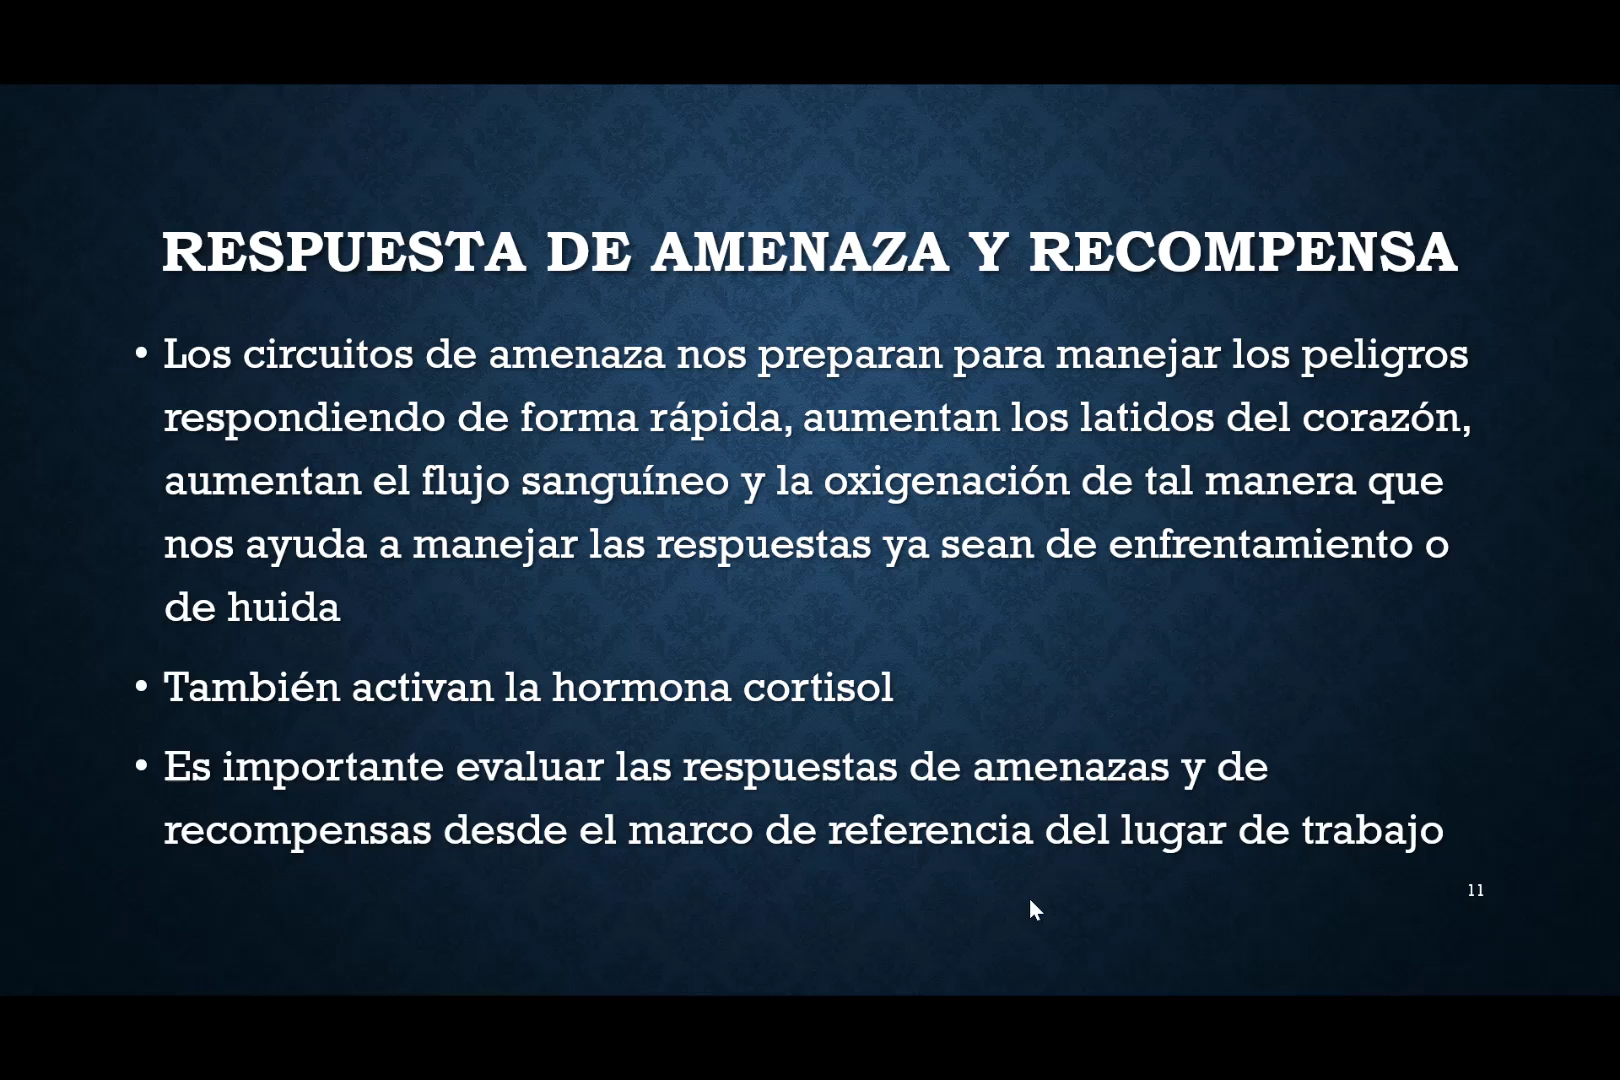 RESPUESTA DE AMENAZA Y RECOMPENSA
• Los circuitos de amenaza nos preparan para manejar los peligros
respondiendo de forma rápida, aumentan los latidos del corazón,
aumentan el flujo sanguíneo y la oxigenación de tal manera que
nos ayuda a manejar las respuestas ya sean de enfrentamiento o
de huida
• También activan la hormona cortisol
• Es importante evaluar las respuestas de amenazas y de
recompensas desde el marco de referencia del lugar de trabajo
11